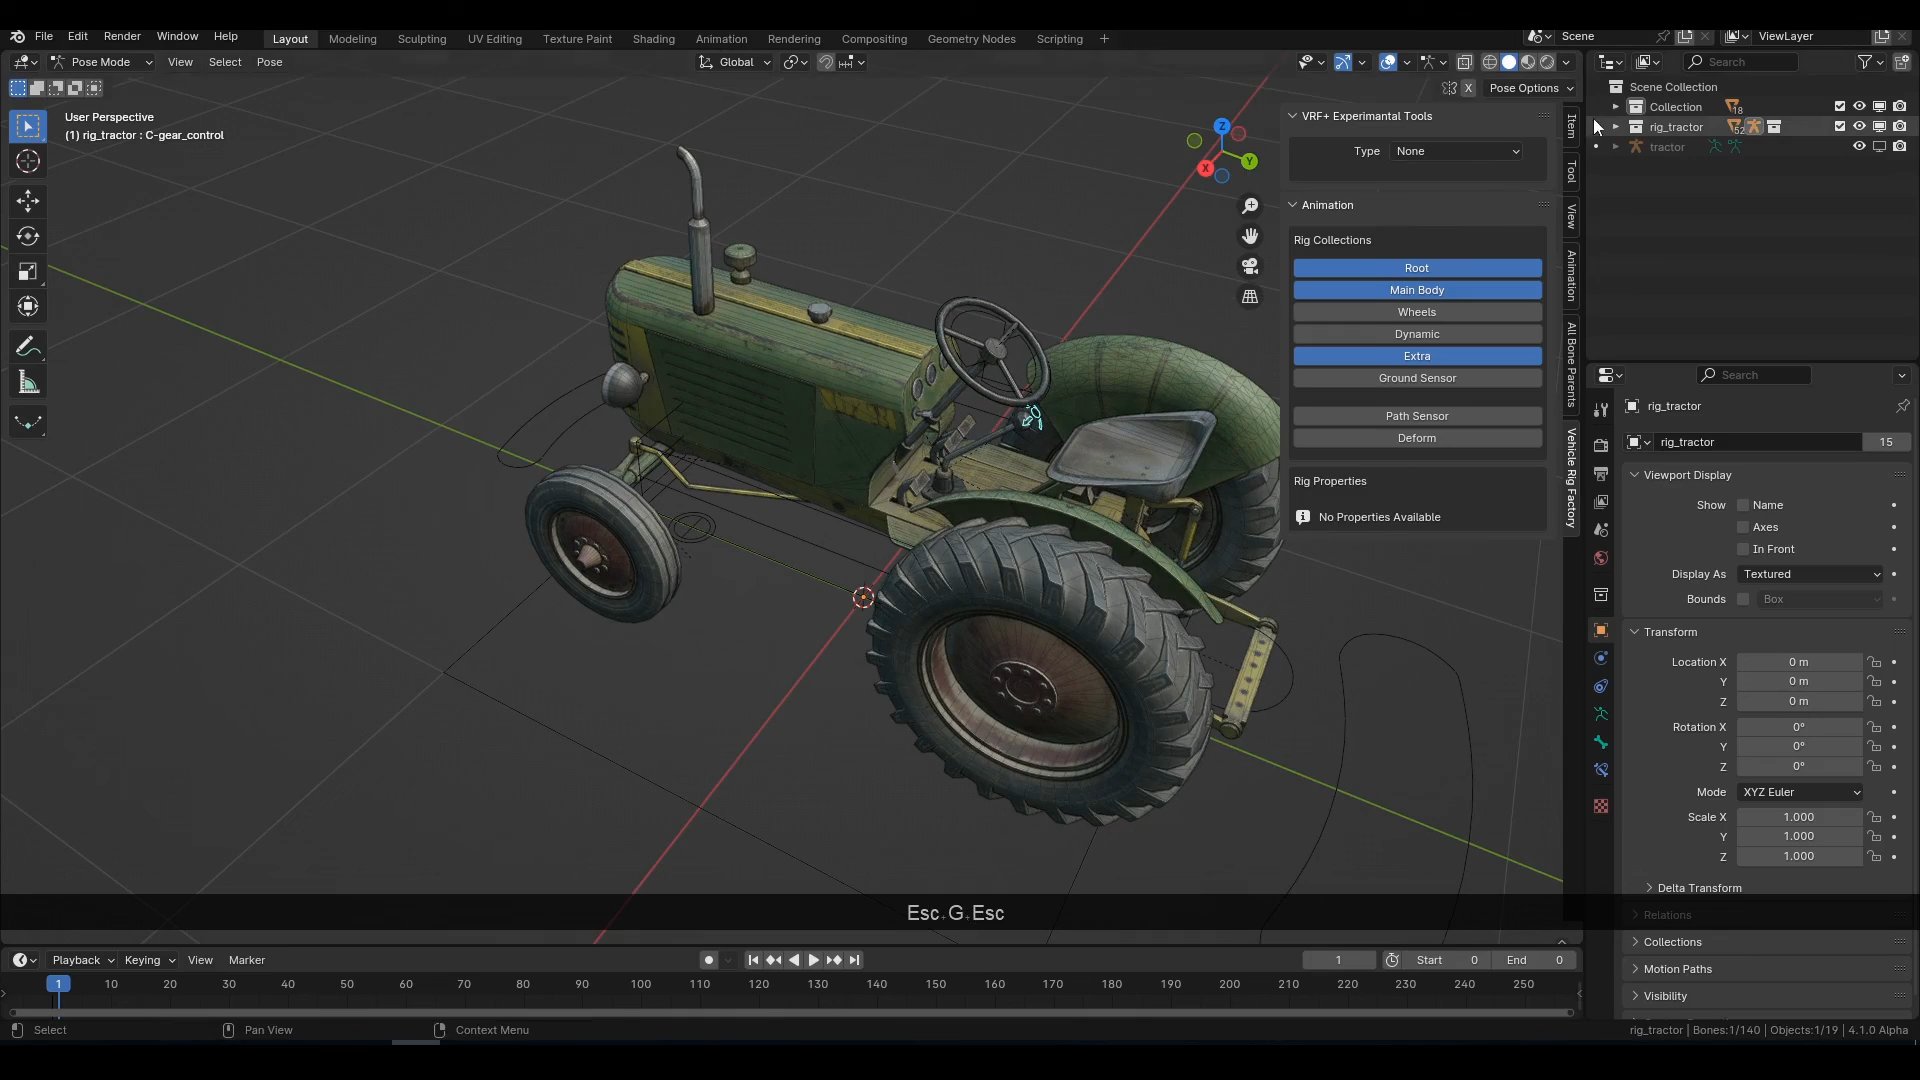 File Edit Render Window Help Layout Modeling Sculpting UV Editing Texture Paint Shading Animation Rendering Compositing Geometry Nodes Scripting + Scene ViewLayer
Pose Mode View Select Pose Global Search
X Pose Options
Scene Collection
Collection 18
rig_tractor 52
tractor
User Perspective
(1) rig_tractor : C-gear_control
Z
Y
X
VRF+ Experimantal Tools
Type None
Animation
Rig Collections
Root
Main Body
Wheels
Dynamic
Extra
Ground Sensor
Path Sensor
Deform
Rig Properties
No Properties Available
Item
Tool
View
Animation
All Bone Parents
Vehicle Rig Factory
Search
rig_tractor
rig_tractor 15
Viewport Display
Show Name
Axes
In Front
Display As Textured
Bounds Box
Transform
Location X 0 m
Y 0 m
Z 0 m
Rotation X 0°
Y 0°
Z 0°
Mode XYZ Euler
Scale X 1.000
Y 1.000
Z 1.000
Delta Transform
Relations
Collections
Motion Paths
Visibility
Esc+G+Esc
Playback Keying View Marker 1 Start 0 End 0
1 10 20 30 40 50 60 70 80 90 100 110 120 130 140 150 160 170 180 190 200 210 220 230 240 250
Select Pan View Context Menu rig_tractor | Bones:1/140 | Objects:1/19 | 4.1.0 Alpha